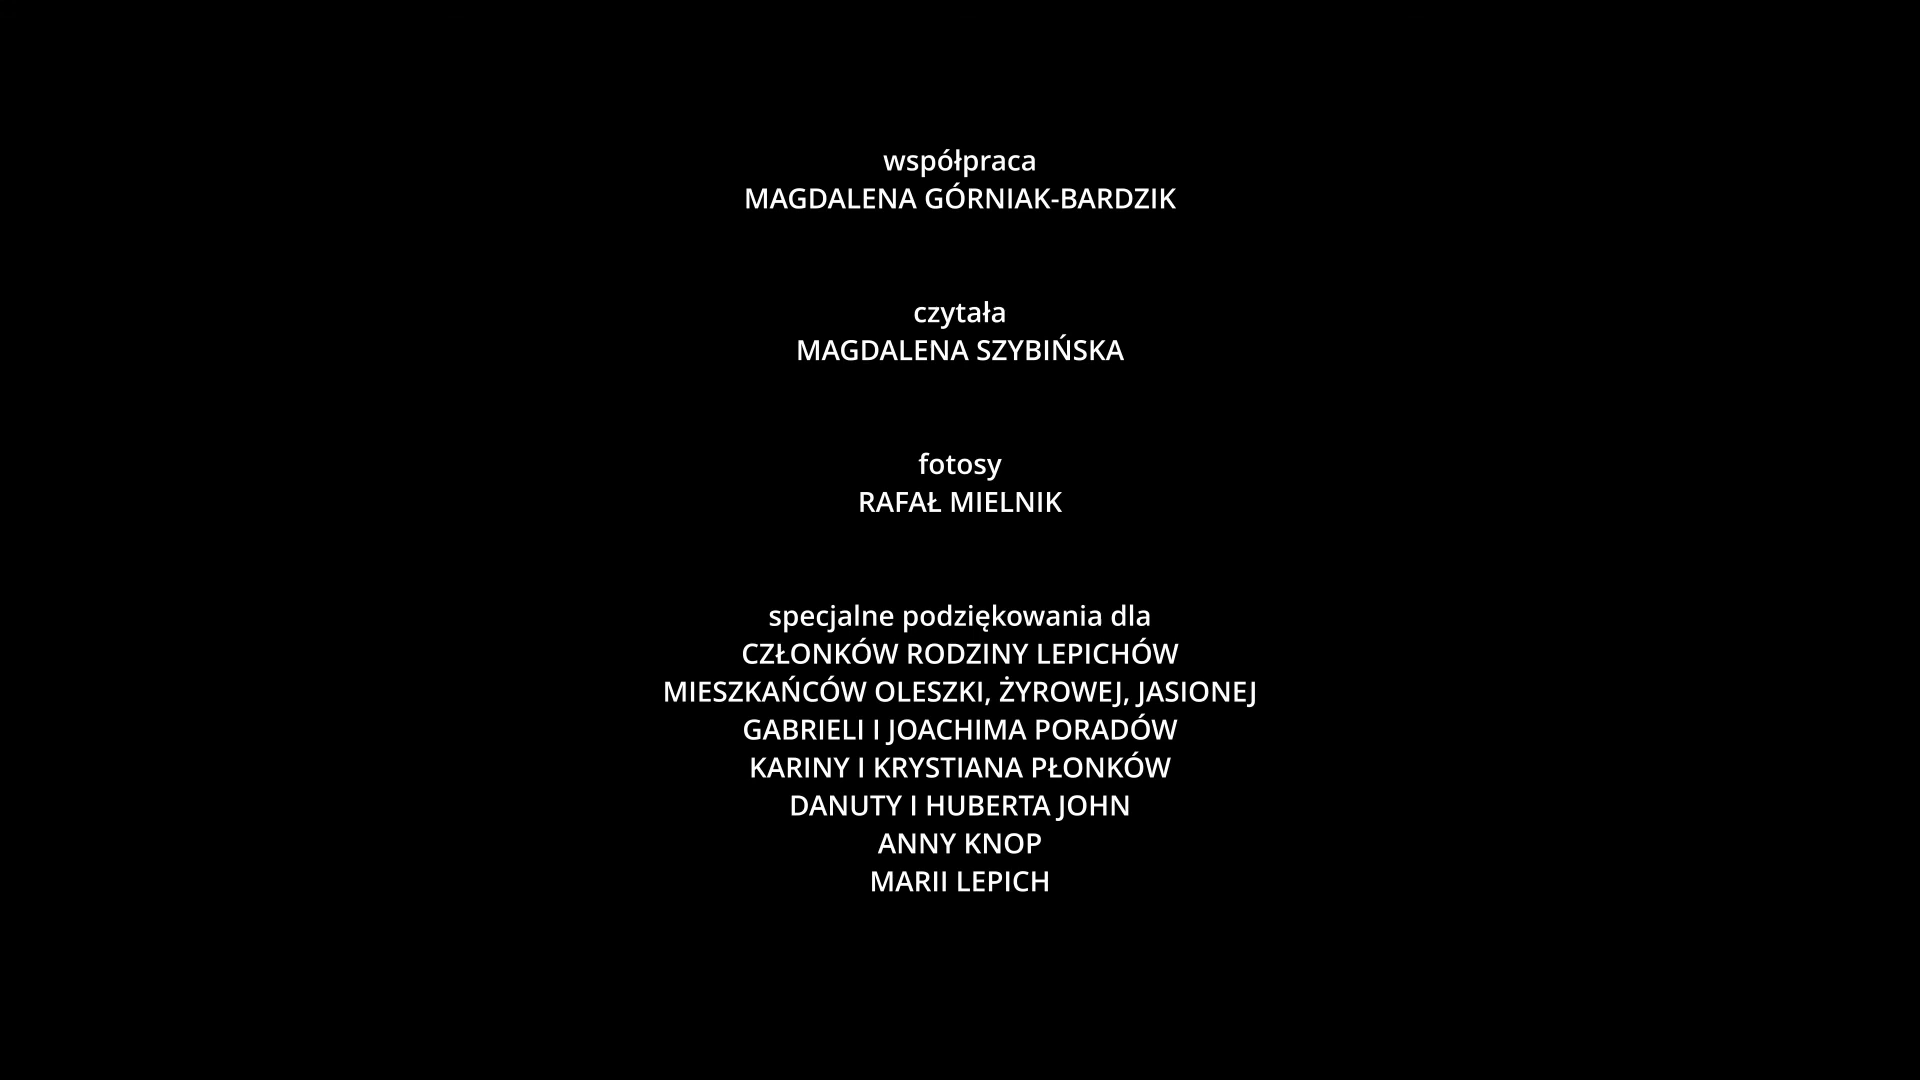 współpraca
MAGDALENA GÓRNIAK-BARDZIK
czytała
MAGDALENA SZYBIŃSKA
fotosy
RAFAŁ MIELNIK
specjalne podziękowania dla
CZŁONKÓW RODZINY LEPICHÓW
MIESZKAŃCÓW OLESZKI, ŻYROWEJ, JASIONEJ
GABRIELI I JOACHIMA PORADÓW
KARINY I KRYSTIANA PŁONKÓW
DANUTY I HUBERTA JOHN
ANNY KNOP
MARII LEPICH